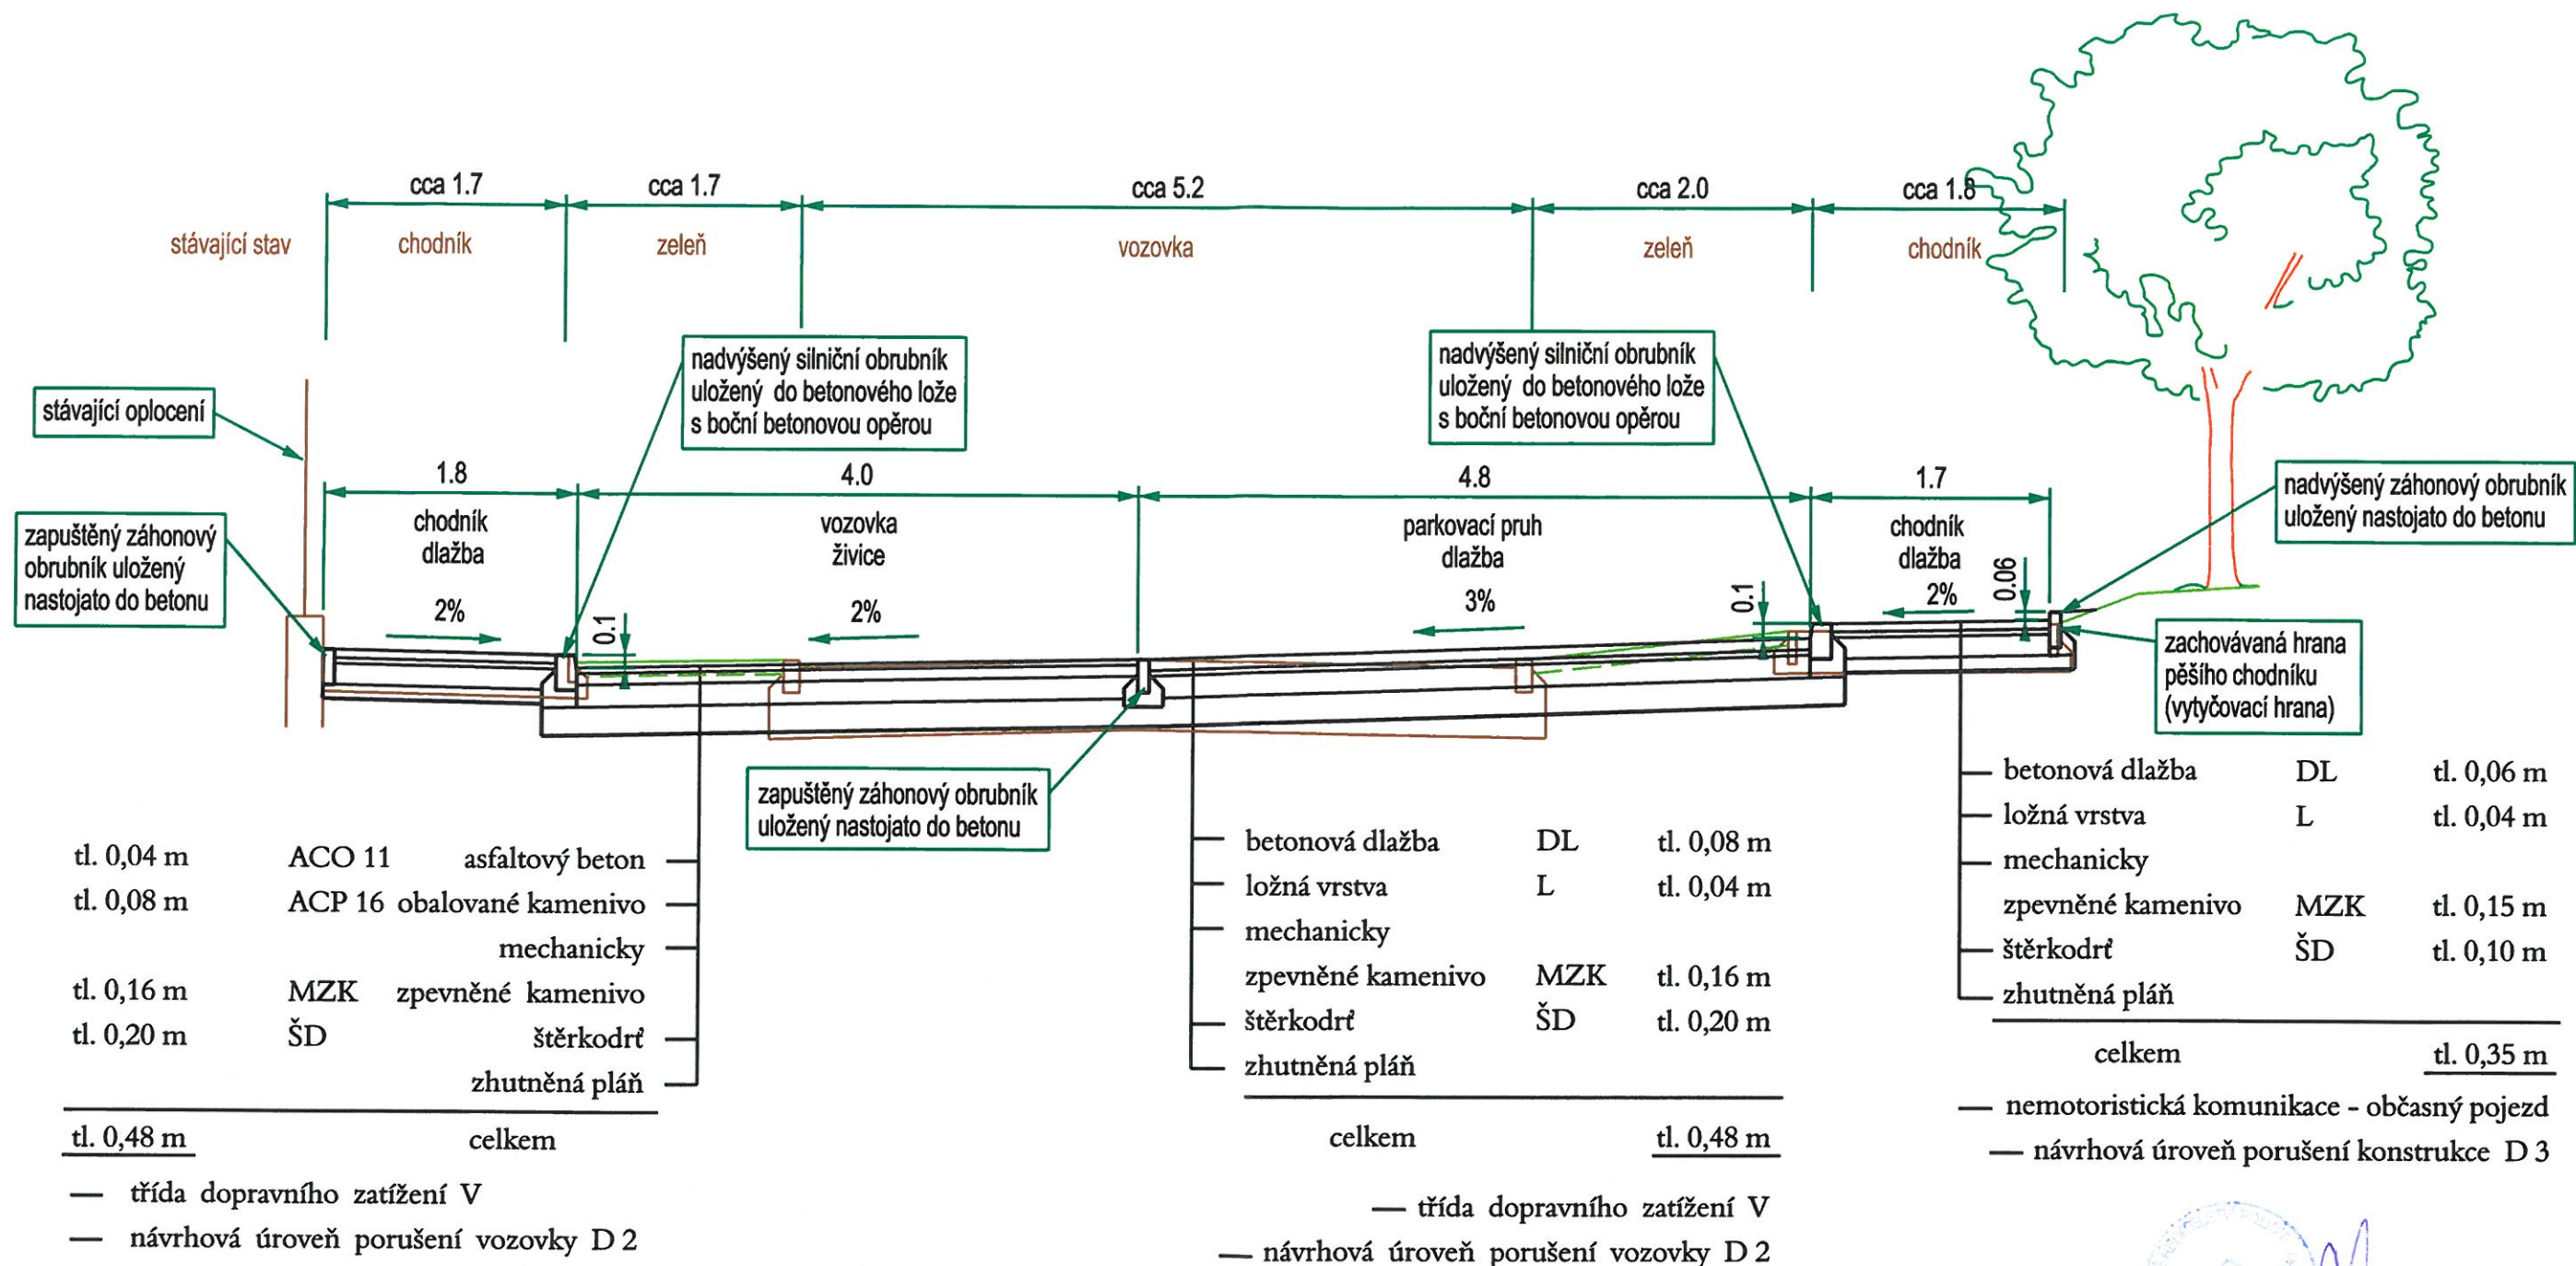 cca 1.7
cca 1.7
cca 5.2
cca 2.0
cca 1.8
stávající stav
chodník
zeleň
vozovka
zeleň
chodník
stávající oplocení
nadvýšený silniční obrubník
uložený do betonového lože
s boční betonovou opěrou
nadvýšený silniční obrubník
uložený do betonového lože
s boční betonovou opěrou
nadvýšený záhonový obrubník
uložený nastojato do betonu
1.8
4.0
4.8
1.7
zapuštěný záhonový
obrubník uložený
nastojato do betonu
chodník
dlažba
2%
0.1
vozovka
živice
2%
parkovací pruh
dlažba
3%
0.1
chodník
dlažba
2%
0.06
zachovávaná hrana
pěšího chodníku
(vytyčovací hrana)
zapuštěný záhonový obrubník
uložený nastojato do betonu
tl. 0,04 m ACO 11 asfaltový beton
tl. 0,08 m ACP 16 obalované kamenivo
mechanicky
tl. 0,16 m MZK zpevněné kamenivo
tl. 0,20 m ŠD štěrkodrť
zhutněná pláň
tl. 0,48 m celkem
— třída dopravního zatížení V
— návrhová úroveň porušení vozovky D 2
betonová dlažba DL tl. 0,08 m
ložná vrstva L tl. 0,04 m
mechanicky
zpevněné kamenivo MZK tl. 0,16 m
štěrkodrť ŠD tl. 0,20 m
zhutněná pláň
celkem tl. 0,48 m
— třída dopravního zatížení V
— návrhová úroveň porušení vozovky D 2
betonová dlažba DL tl. 0,06 m
ložná vrstva L tl. 0,04 m
mechanicky
zpevněné kamenivo MZK tl. 0,15 m
štěrkodrť ŠD tl. 0,10 m
zhutněná pláň
celkem tl. 0,35 m
— nemotoristická komunikace - občasný pojezd
— návrhová úroveň porušení konstrukce D 3